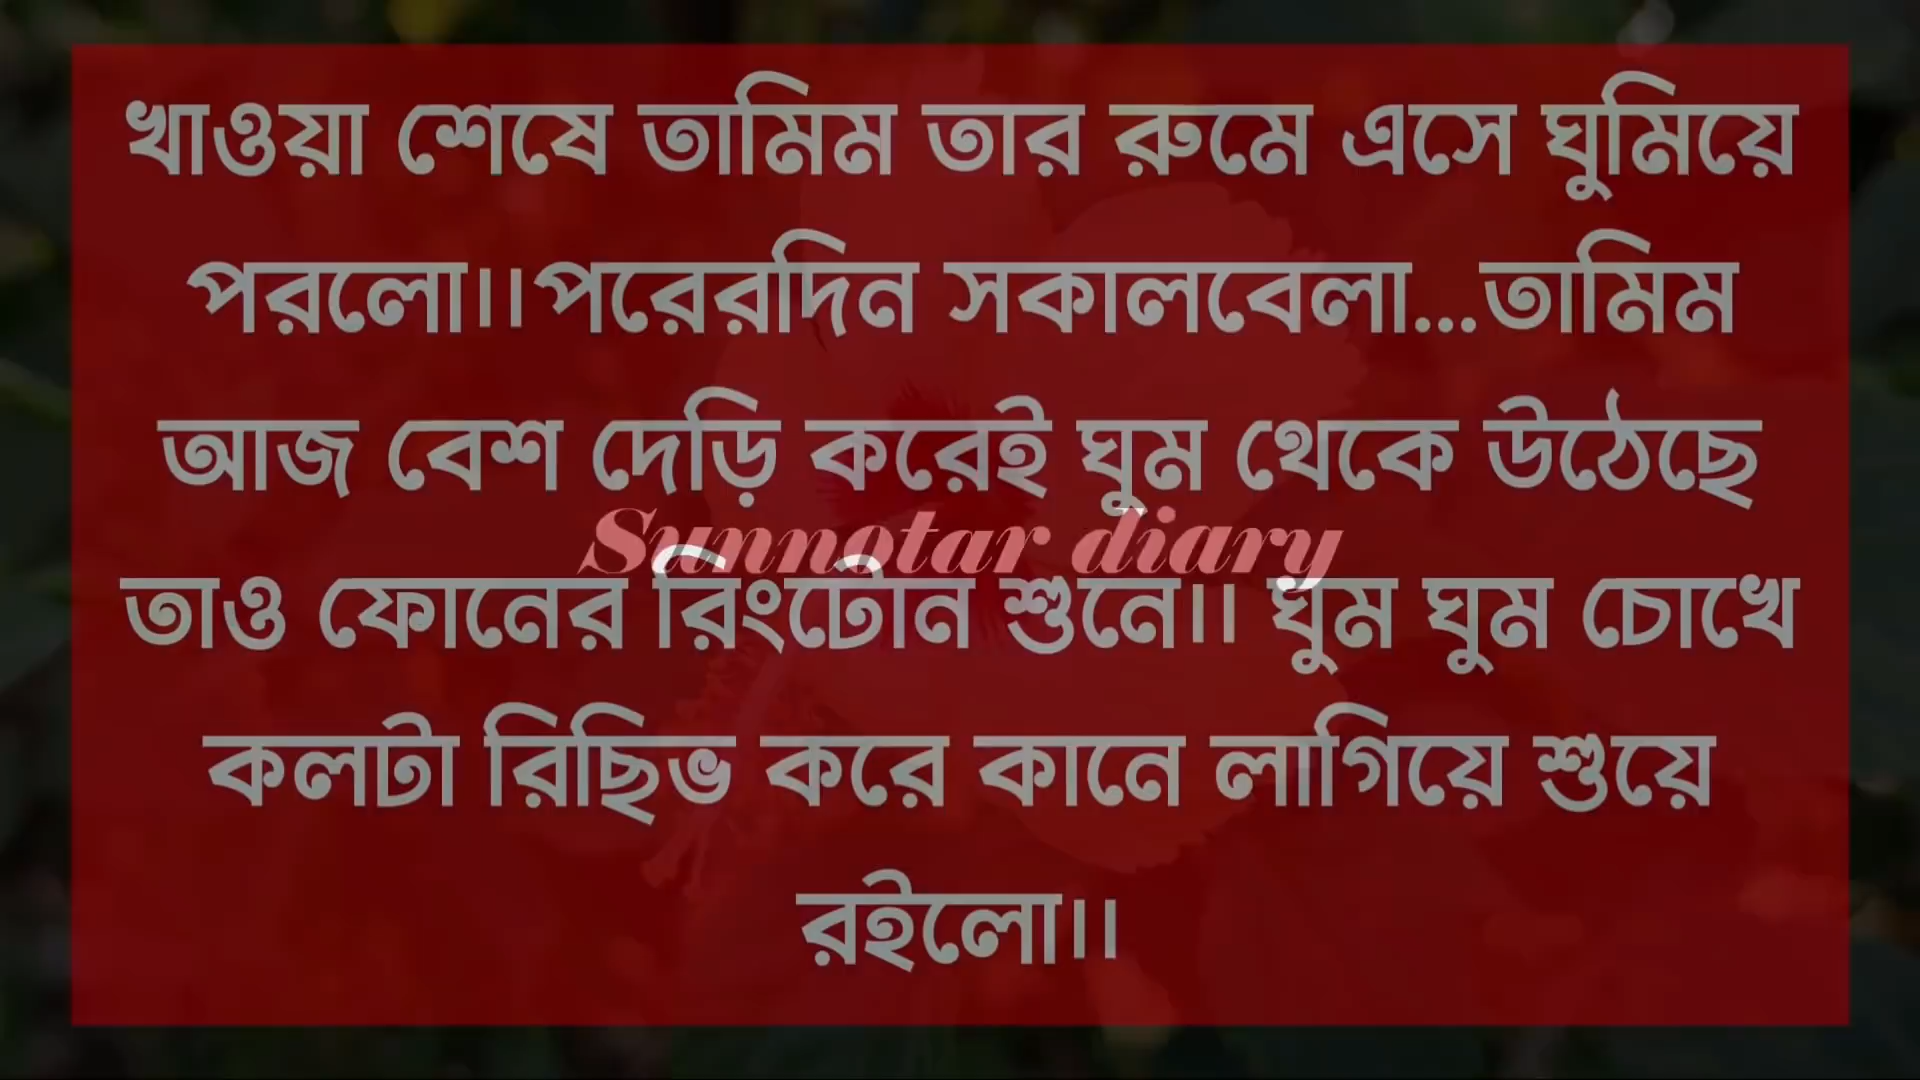 খাওয়া শেষে তামিম তার রুমে এসে ঘুমিয়ে
পরলো।।পরেরদিন সকালবেলা...তামিম
আজ বেশ দেড়ি করেই ঘুম থেকে উঠেছে
Sunnotar diary
তাও ফোনের রিংটোন শুনে।। ঘুম ঘুম চোখে
কলটা রিছিভ করে কানে লাগিয়ে শুয়ে
রইলো।।